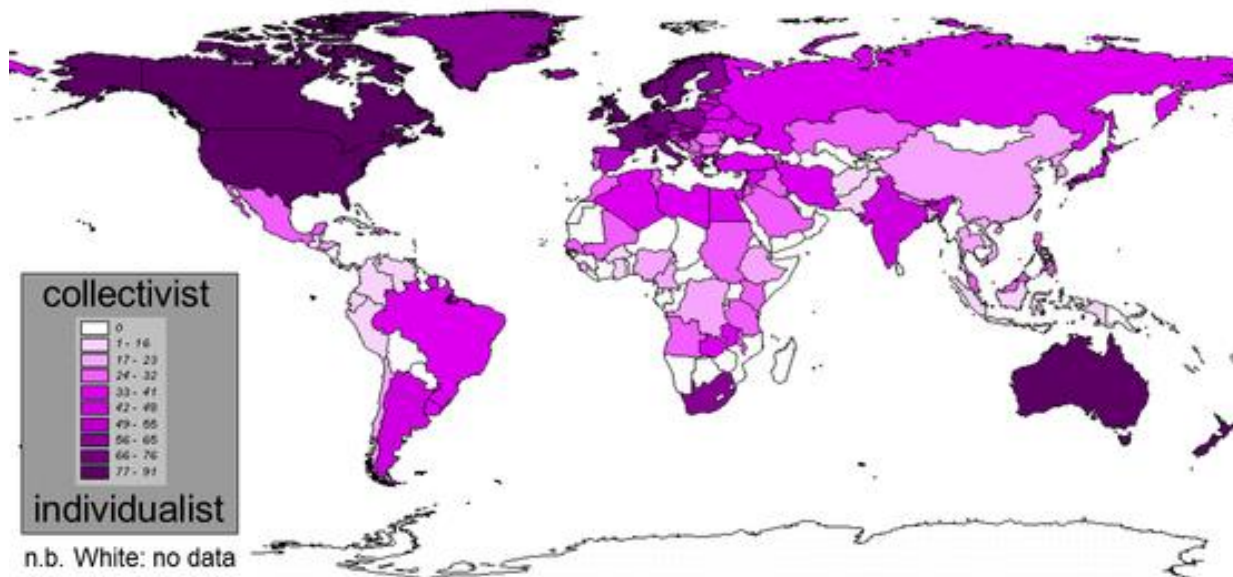 collectivist
0
1 - 16
17 - 23
24 - 32
33 - 41
42 - 48
49 - 55
56 - 65
66 - 76
77 - 91
individualist
n.b. White: no data